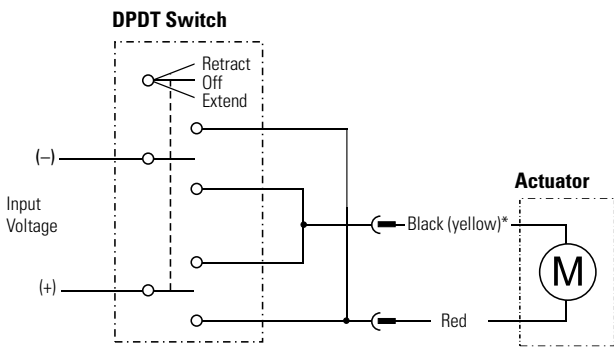 DPDT Switch
Retract
Off
Extend
(–)
Input
Voltage
(+)
Actuator
Black (yellow)*
M
Red